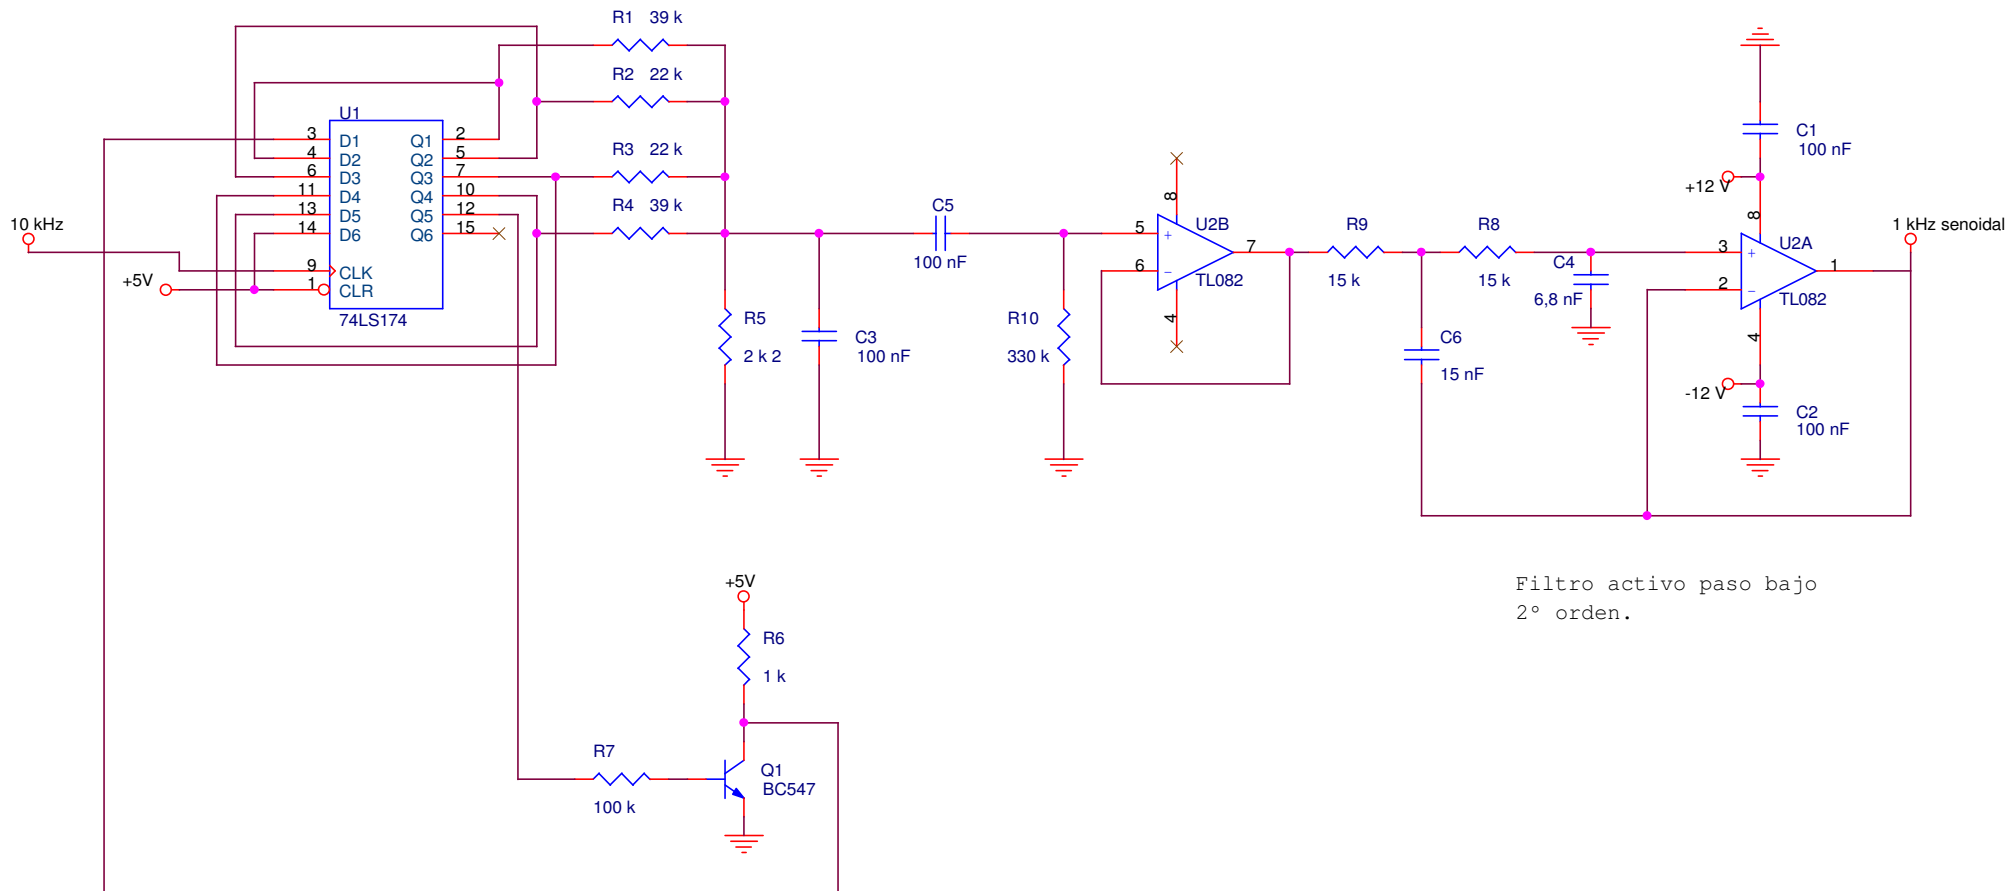 R1 39 k
R2 22 k
R3 22 k
R4 39 k
U1
3 D1 Q1 2
4 D2 Q2 5
6 D3 Q3 7
11 D4 Q4 10
13 D5 Q5 12
14 D6 Q6 15
9 CLK
1 CLR
74LS174
10 kHz
+5V
R5
2 k 2
C3
100 nF
C5
100 nF
R10
330 k
5
6
8
4
7
+
−
U2B
TL082
R9
15 k
R8
15 k
C4
6,8 nF
C6
15 nF
C1
100 nF
+12 V
8
3
2
+
−
U2A
1
TL082
4
-12 V
C2
100 nF
1 kHz senoidal
Filtro activo paso bajo
2º orden.
+5V
R6
1 k
R7
100 k
Q1
BC547